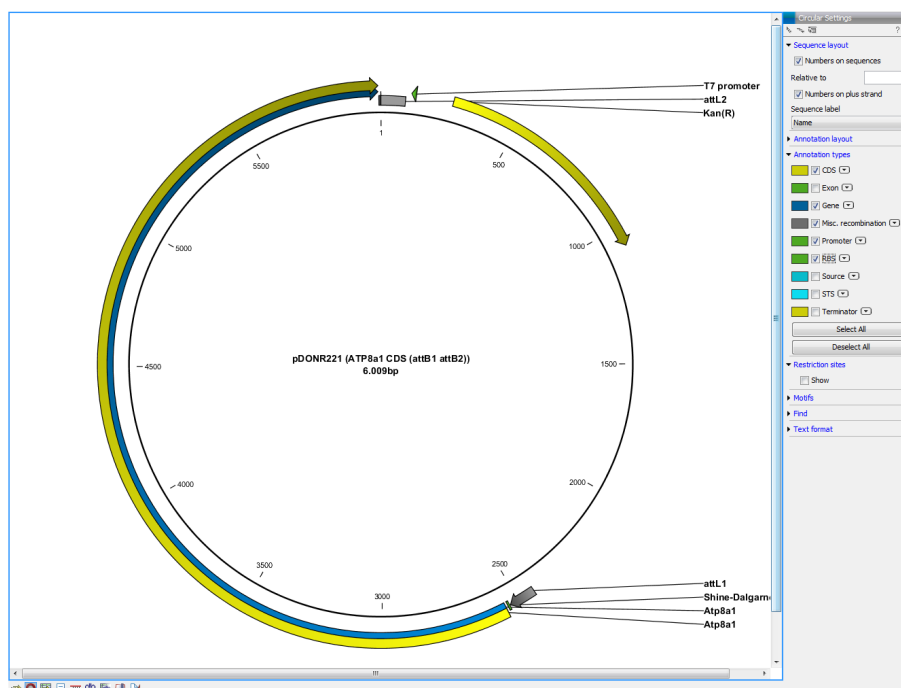 Circular Settings
?
Sequence layout
Numbers on sequences
Relative to
Numbers on plus strand
Sequence label
Name
Annotation layout
Annotation types
CDS
Exon
Gene
Misc. recombination
Promoter
RBS
Source
STS
Terminator
Select All
Deselect All
Restriction sites
Show
Motifs
Find
Text format
T7 promoter
attL2
Kan(R)
1
500
1000
1500
2000
2500
3000
3500
4000
4500
5000
5500
pDONR221 (ATP8a1 CDS (attB1 attB2))
6.009bp
attL1
Shine-Dalgarn
Atp8a1
Atp8a1